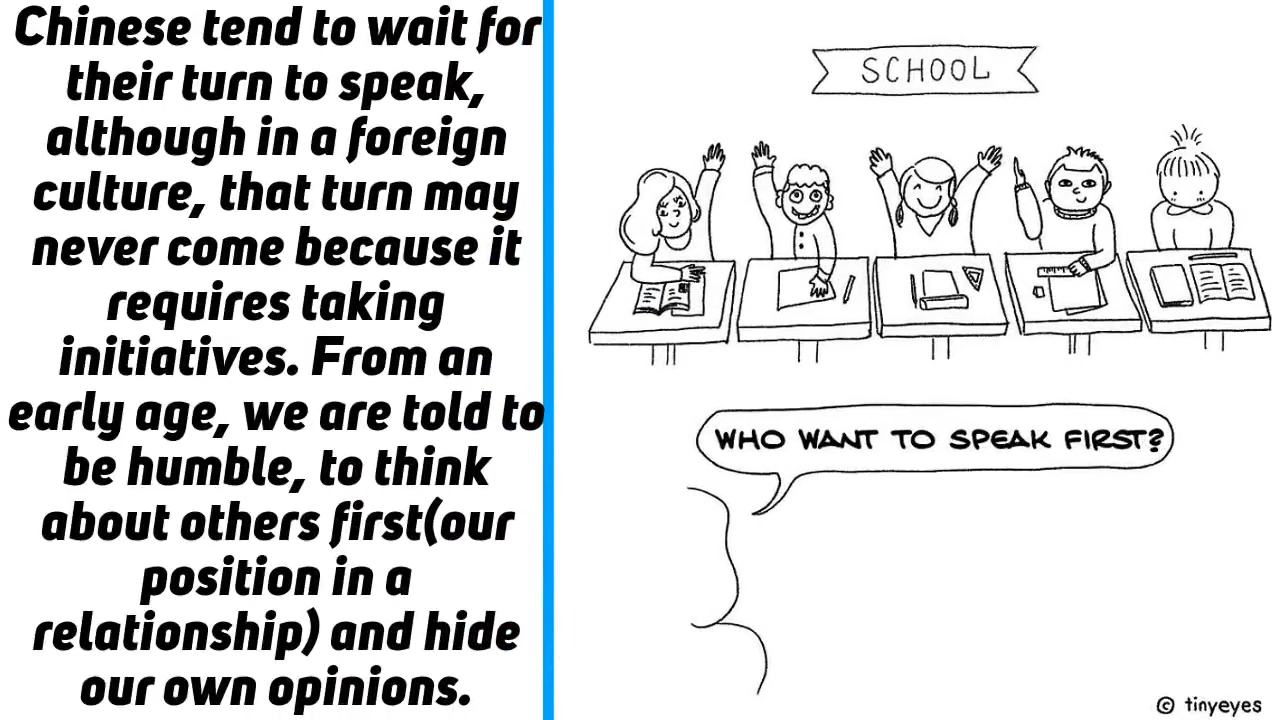 Chinese tend to wait for
their turn to speak,
although in a foreign
culture, that turn may
never come because it
requires taking
initiatives. From an
early age, we are told to
be humble, to think
about others first(our
position in a
relationship) and hide
our own opinions.
SCHOOL
WHO WANT TO SPEAK FIRST?
© tinyeyes